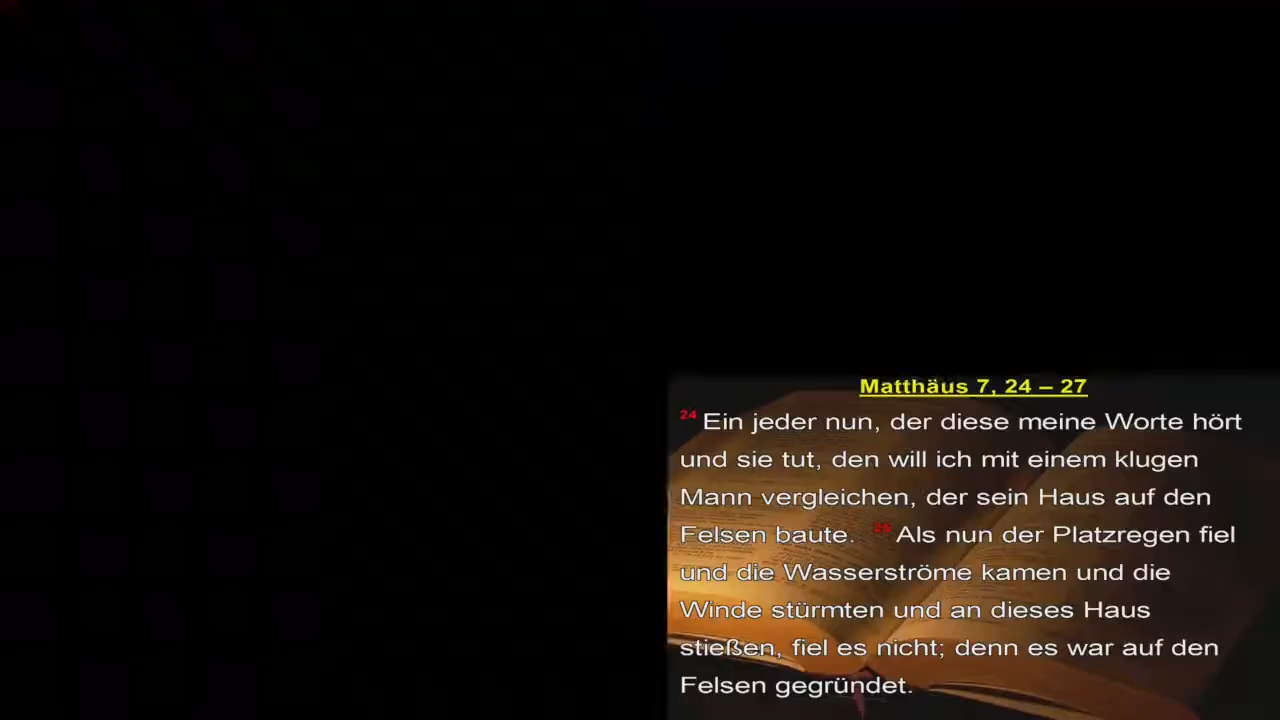 Matthäus 7, 24 – 27
24 Ein jeder nun, der diese meine Worte hört
und sie tut, den will ich mit einem klugen
Mann vergleichen, der sein Haus auf den
Felsen baute. 25 Als nun der Platzregen fiel
und die Wasserströme kamen und die
Winde stürmten und an dieses Haus
stießen, fiel es nicht; denn es war auf den
Felsen gegründet.